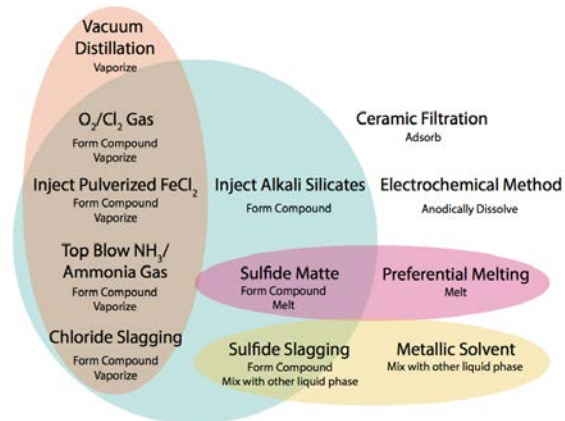 Vacuum
Distillation
Vaporize
O₂/Cl₂ Gas
Form Compound
Vaporize
Ceramic Filtration
Adsorb
Inject Pulverized FeCl₂
Form Compound
Vaporize
Inject Alkali Silicates
Form Compound
Electrochemical Method
Anodically Dissolve
Top Blow NH₃/
Ammonia Gas
Form Compound
Vaporize
Sulfide Matte
Form Compound
Melt
Preferential Melting
Melt
Chloride Slagging
Form Compound
Vaporize
Sulfide Slagging
Form Compound
Mix with other liquid phase
Metallic Solvent
Mix with other liquid phase